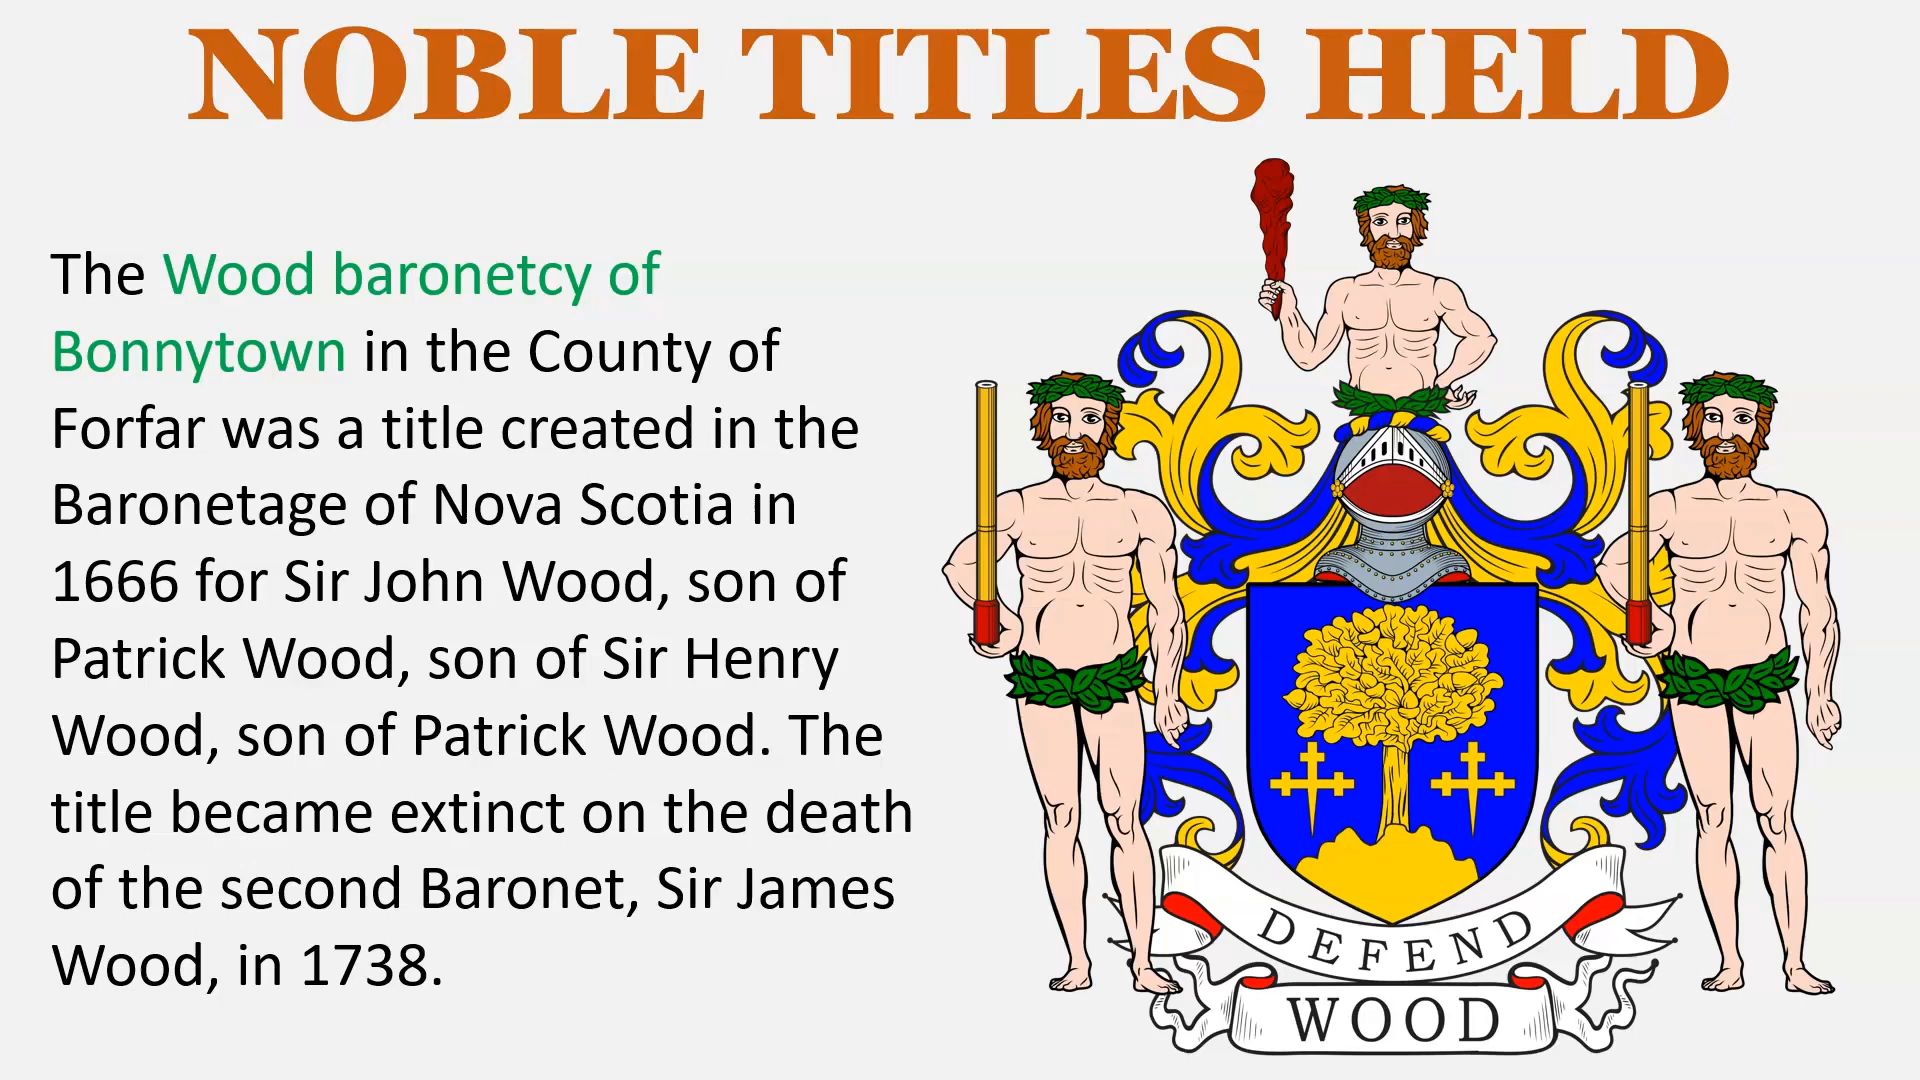 NOBLE TITLES HELD
The Wood baronetcy of
Bonnytown in the County of
Forfar was a title created in the
Baronetage of Nova Scotia in
1666 for Sir John Wood, son of
Patrick Wood, son of Sir Henry
Wood, son of Patrick Wood. The
title became extinct on the death
of the second Baronet, Sir James
Wood, in 1738.
DEFEND
WOOD